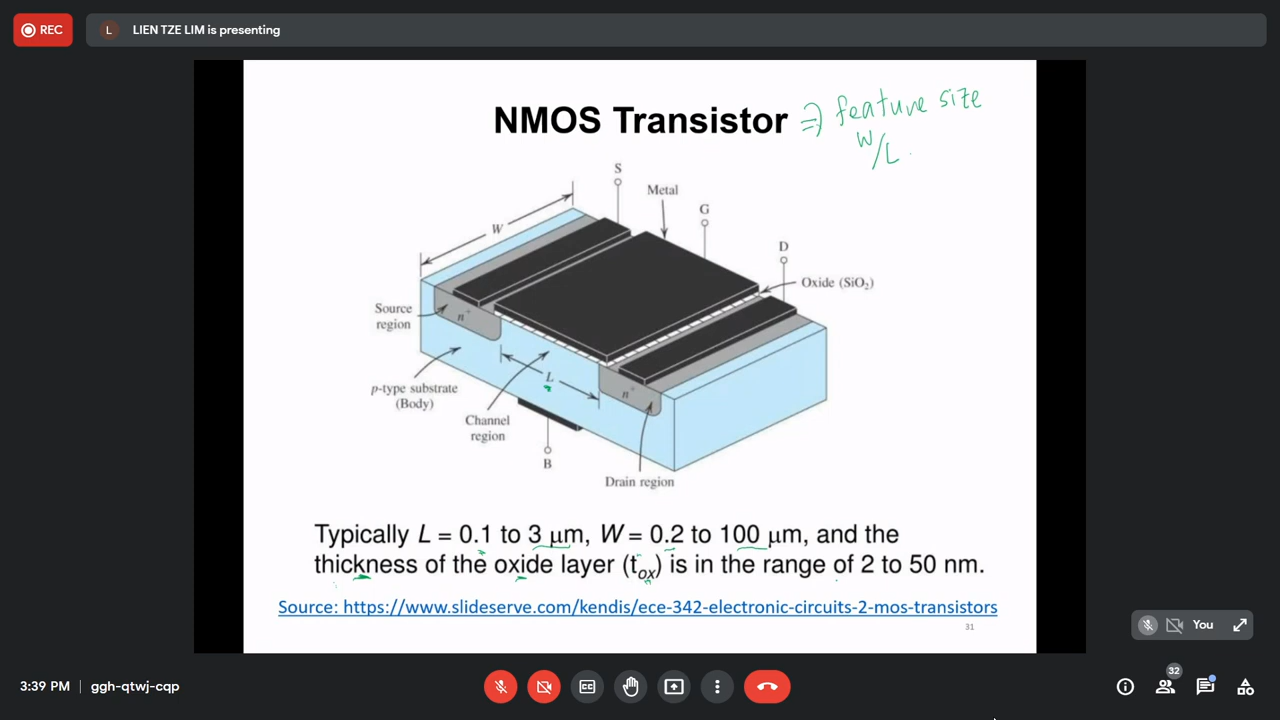 REC
L LIEN TZE LIM is presenting
NMOS Transistor ⇒ feature size
W/L
S
Metal
G
W
D
Oxide (SiO₂)
Source
region
n⁺
L
n⁺
p-type substrate
(Body)
Channel
region
B
Drain region
Typically L = 0.1 to 3 μm, W = 0.2 to 100 μm, and the
thickness of the oxide layer (tox) is in the range of 2 to 50 nm.
Source: https://www.slideserve.com/kendis/ece-342-electronic-circuits-2-mos-transistors
31
You
3:39 PM | ggh-qtwj-cqp
CC
32